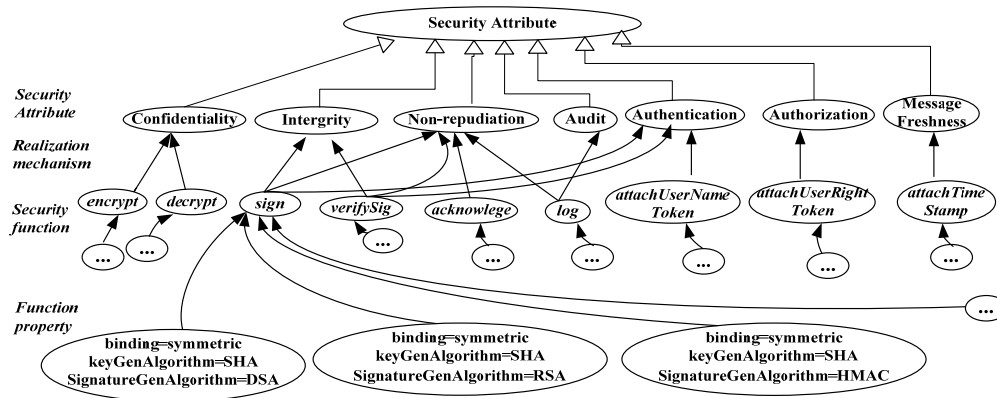 Security Attribute
Security
Attribute
Confidentiality
Intergrity
Non-repudiation
Audit
Authentication
Authorization
Message
Freshness
Realization
mechanism
Security
function
encrypt
decrypt
sign
verifySig
acknowlege
log
attachUserName
Token
attachUserRight
Token
attachTime
Stamp
...
...
...
...
...
...
...
...
...
Function
property
binding=symmetric
keyGenAlgorithm=SHA
SignatureGenAlgorithm=DSA
binding=symmetric
keyGenAlgorithm=SHA
SignatureGenAlgorithm=RSA
binding=symmetric
keyGenAlgorithm=SHA
SignatureGenAlgorithm=HMAC